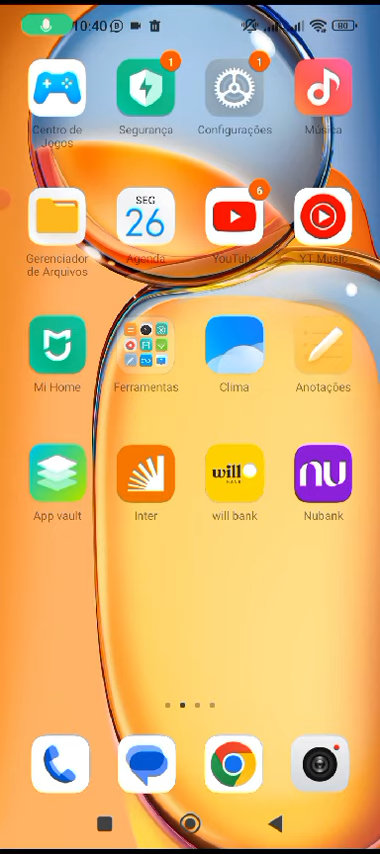 10:40
80
1
1
Centro de Jogos
Segurança
Configurações
Música
SEG
26
6
Gerenciador de Arquivos
Agenda
YouTube
YT Music
Mi Home
Ferramentas
Clima
Anotações
will
BANK
nu
App vault
Inter
will bank
Nubank